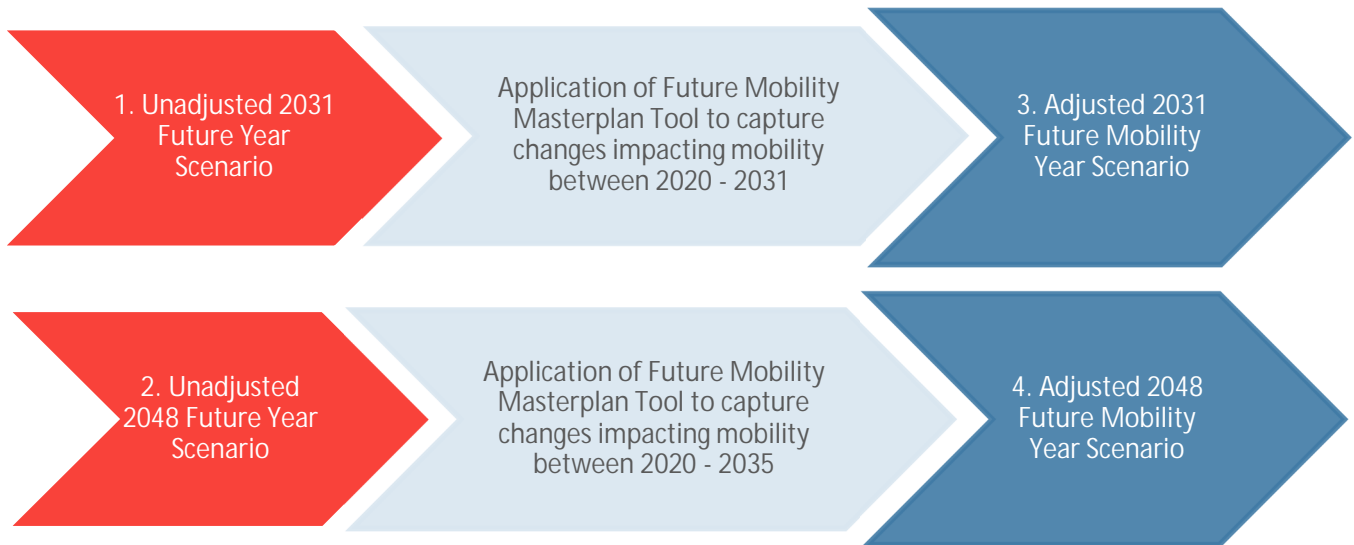 1. Unadjusted 2031
Future Year
Scenario
Application of Future Mobility
Masterplan Tool to capture
changes impacting mobility
between 2020 - 2031
3. Adjusted 2031
Future Mobility
Year Scenario
2. Unadjusted
2048 Future Year
Scenario
Application of Future Mobility
Masterplan Tool to capture
changes impacting mobility
between 2020 - 2035
4. Adjusted 2048
Future Mobility
Year Scenario